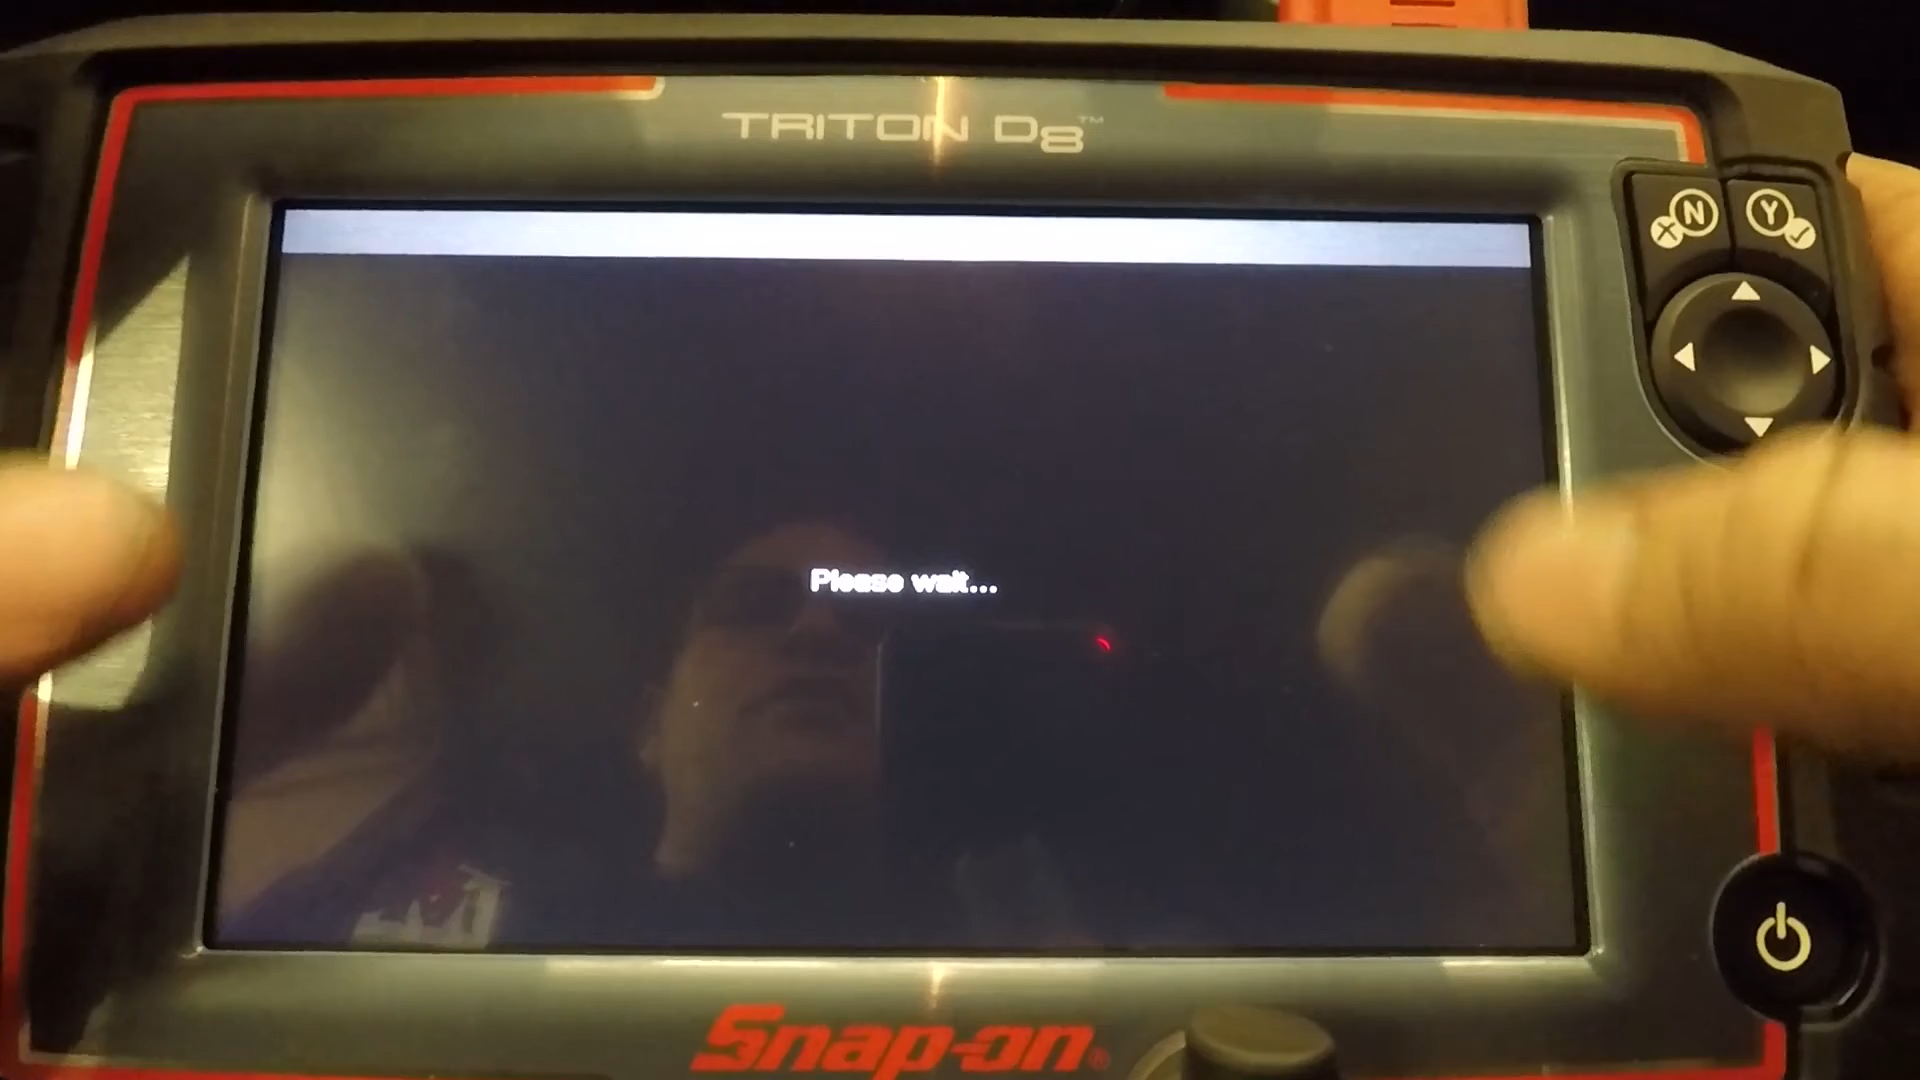 TRITON D8™
N
Y
Please wait...
Snap-on®